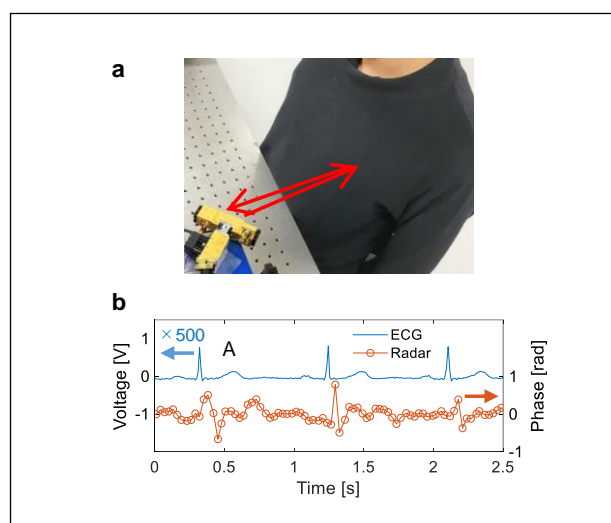 a
b
× 500
A
ECG
Radar
1
0
-1
Voltage [V]
1
0
-1
Phase [rad]
0
0.5
1
1.5
2
2.5
Time [s]